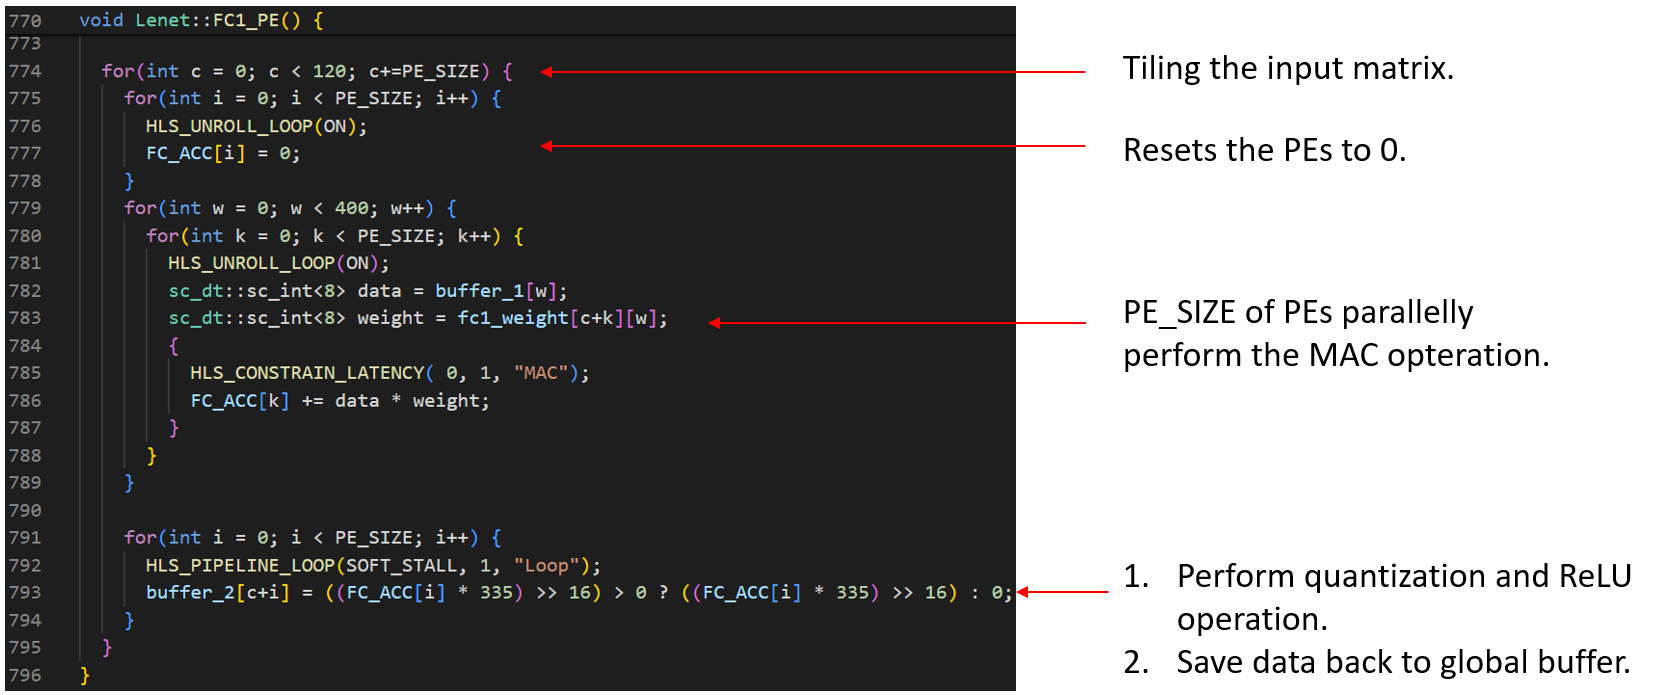 770 void Lenet::FC1_PE() {
773
774 for(int c = 0; c < 120; c+=PE_SIZE) {
775 for(int i = 0; i < PE_SIZE; i++) {
776 HLS_UNROLL_LOOP(ON);
777 FC_ACC[i] = 0;
778 }
779 for(int w = 0; w < 400; w++) {
780 for(int k = 0; k < PE_SIZE; k++) {
781 HLS_UNROLL_LOOP(ON);
782 sc_dt::sc_int<8> data = buffer_1[w];
783 sc_dt::sc_int<8> weight = fc1_weight[c+k][w];
784 {
785 HLS_CONSTRAIN_LATENCY( 0, 1, "MAC");
786 FC_ACC[k] += data * weight;
787 }
788 }
789 }
790
791 for(int i = 0; i < PE_SIZE; i++) {
792 HLS_PIPELINE_LOOP(SOFT_STALL, 1, "Loop");
793 buffer_2[c+i] = ((FC_ACC[i] * 335) >> 16) > 0 ? ((FC_ACC[i] * 335) >> 16) : 0;
794 }
795 }
796 }
Tiling the input matrix.
Resets the PEs to 0.
PE_SIZE of PEs parallelly
perform the MAC opteration.
1. Perform quantization and ReLU
operation.
2. Save data back to global buffer.